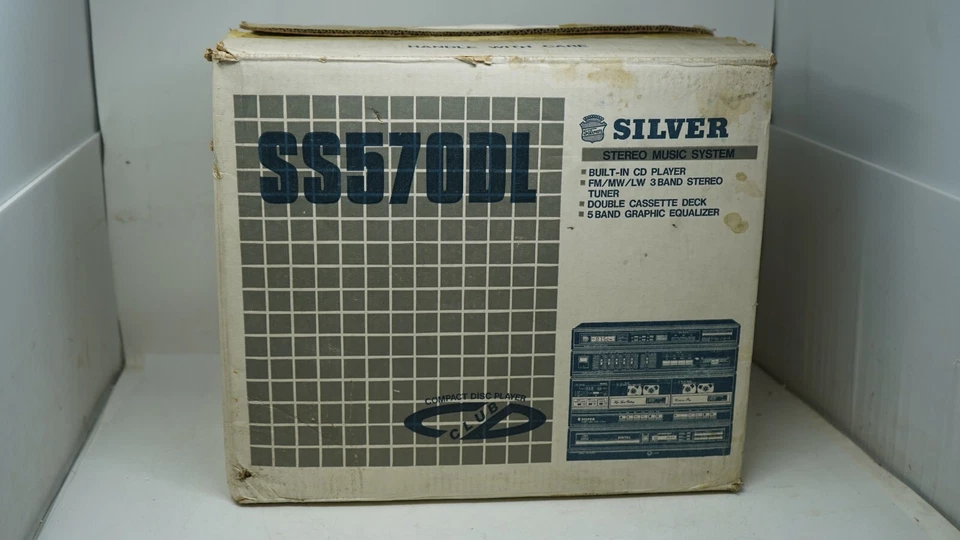 HANDLE WITH CARE
SS570DL
SILVER
STEREO MUSIC SYSTEM
BUILT-IN CD PLAYER
FM/MW/LW 3 BAND STEREO
TUNER
DOUBLE CASSETTE DECK
5 BAND GRAPHIC EQUALIZER
COMPACT DISC PLAYER
CD
CLUB